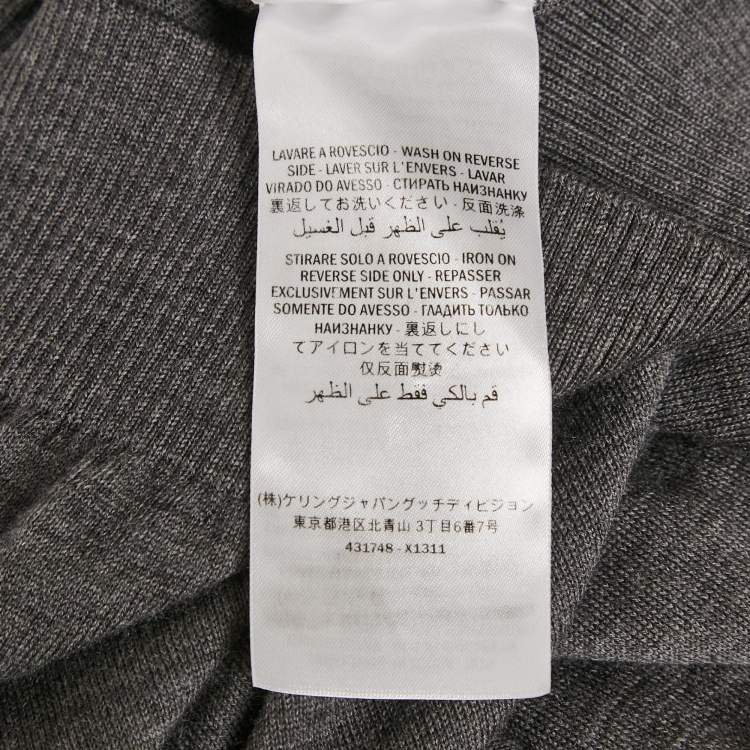 LAVARE A ROVESCIO - WASH ON REVERSE
SIDE - LAVER SUR L'ENVERS - LAVAR
VIRADO DO AVESSO - СТИРАТЬ НАИЗНАНКУ
裏返してお洗いください - 反面洗涤
يُقلب على الظهر قبل الغسيل
STIRARE SOLO A ROVESCIO - IRON ON
REVERSE SIDE ONLY - REPASSER
EXCLUSIVEMENT SUR L'ENVERS - PASSAR
SOMENTE DO AVESSO - ГЛАДИТЬ ТОЛЬКО
НАИЗНАНКУ - 裏返しにし
てアイロンを当ててください
仅反面熨烫
قم بالكي فقط على الظهر
(株)ケリングジャパングッチディビジョン
東京都港区北青山 3丁目6番7号
431748 - X1311